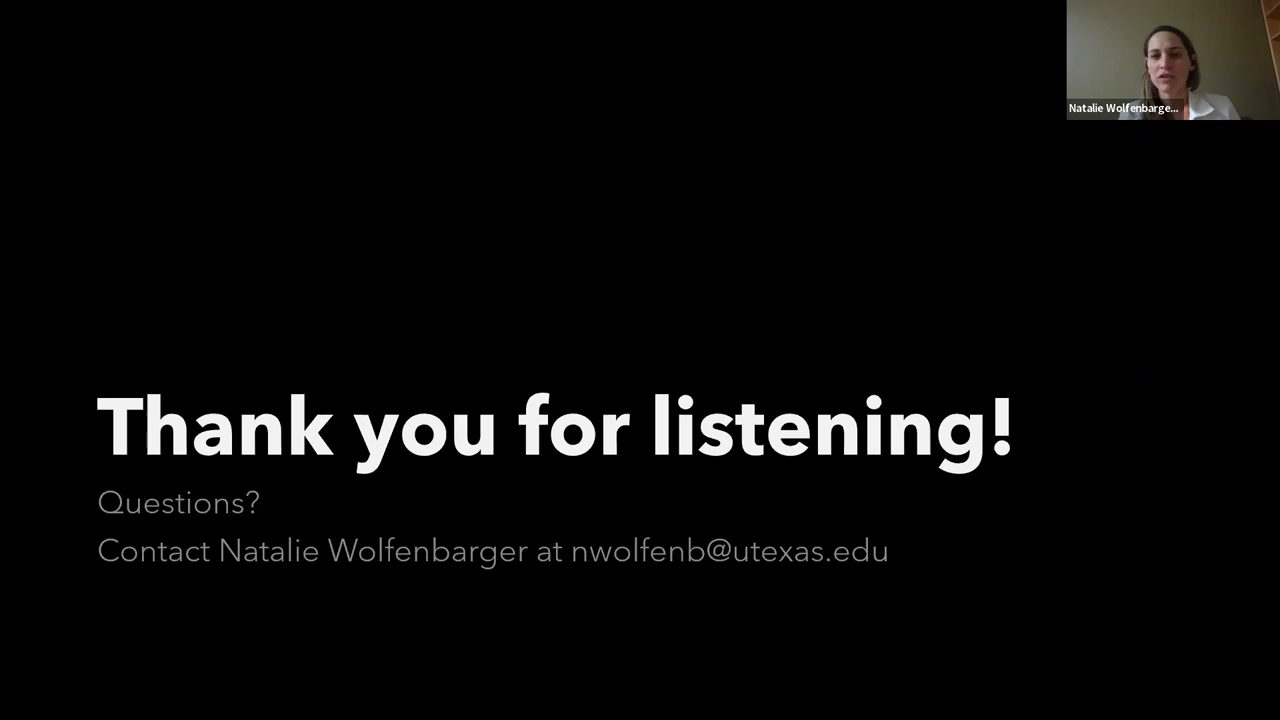 Natalie Wolfenbarge...
Thank you for listening!
Questions?
Contact Natalie Wolfenbarger at nwolfenb@utexas.edu